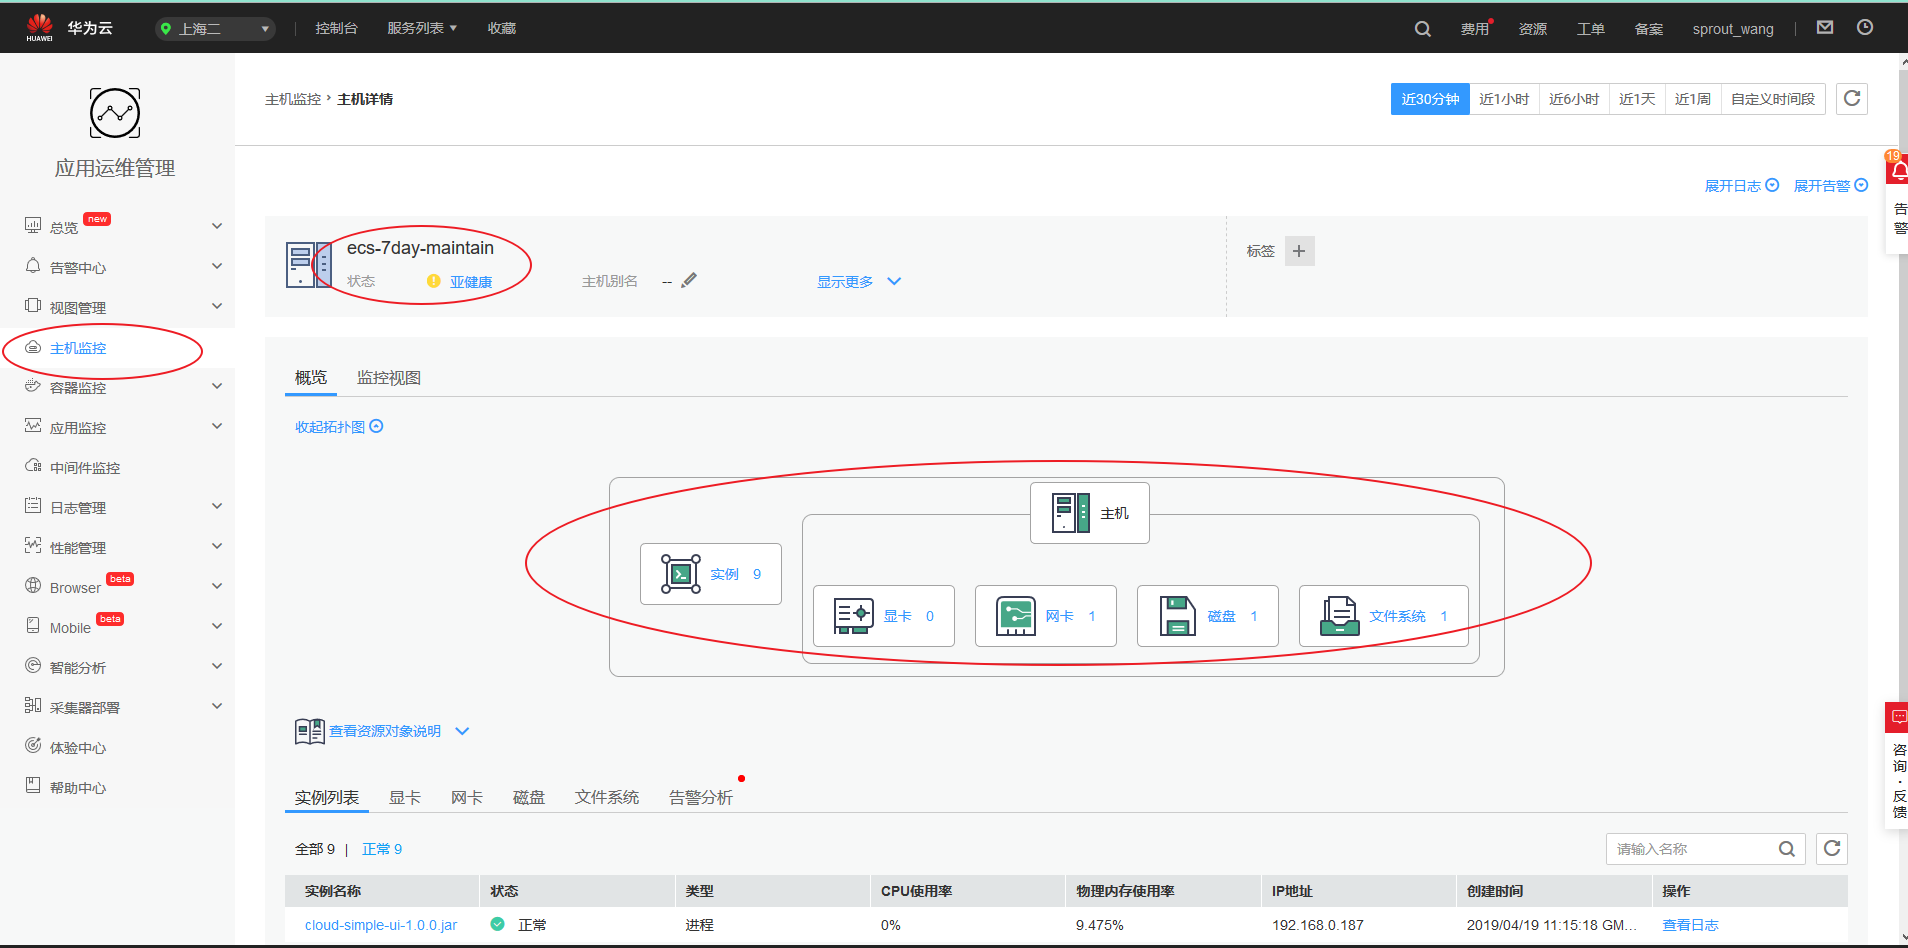 HUAWEI 华为云 上海二 控制台 服务列表 收藏 费用 资源 工单 备案 sprout_wang
应用运维管理
总览 new
告警中心
视图管理
主机监控
容器监控
应用监控
中间件监控
日志管理
性能管理
Browser beta
Mobile beta
智能分析
采集器部署
体验中心
帮助中心
主机监控 › 主机详情
近30分钟 近1小时 近6小时 近1天 近1周 自定义时间段
展开日志 展开告警
ecs-7day-maintain
状态 亚健康 主机别名 -- 显示更多
标签 +
概览 监控视图
收起拓扑图
主机
实例 9
显卡 0 网卡 1 磁盘 1 文件系统 1
查看资源对象说明
实例列表 显卡 网卡 磁盘 文件系统 告警分析
全部 9 | 正常 9 请输入名称
实例名称 状态 类型 CPU使用率 物理内存使用率 IP地址 创建时间 操作
cloud-simple-ui-1.0.0.jar 正常 进程 0% 9.475% 192.168.0.187 2019/04/19 11:15:18 GM... 查看日志
19
告
警
咨
询
·
反
馈